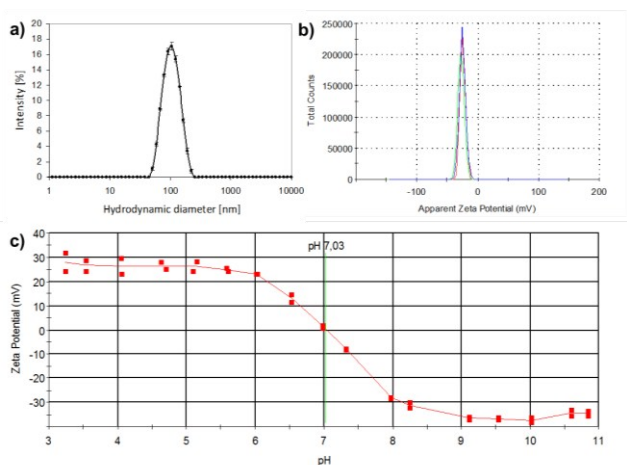 a)
18
16
14
12
10
8
6
4
2
0
Intensity [%]
1 10 100 1000 10000
Hydrodynamic diameter [nm]
b)
250000
200000
150000
100000
50000
0
Total Counts
-100 0 100 200
Apparent Zeta Potential (mV)
c)
40
30
20
10
0
-10
-20
-30
Zeta Potential (mV)
pH 7,03
3 4 5 6 7 8 9 10 11
pH